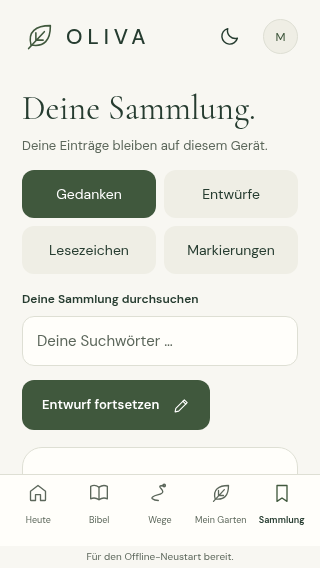 OLIVA
M
Deine Sammlung.
Deine Einträge bleiben auf diesem Gerät.
Gedanken
Entwürfe
Lesezeichen
Markierungen
Deine Sammlung durchsuchen
Deine Suchwörter ...
Entwurf fortsetzen
Heute
Bibel
Wege
Mein Garten
Sammlung
Für den Offline-Neustart bereit.